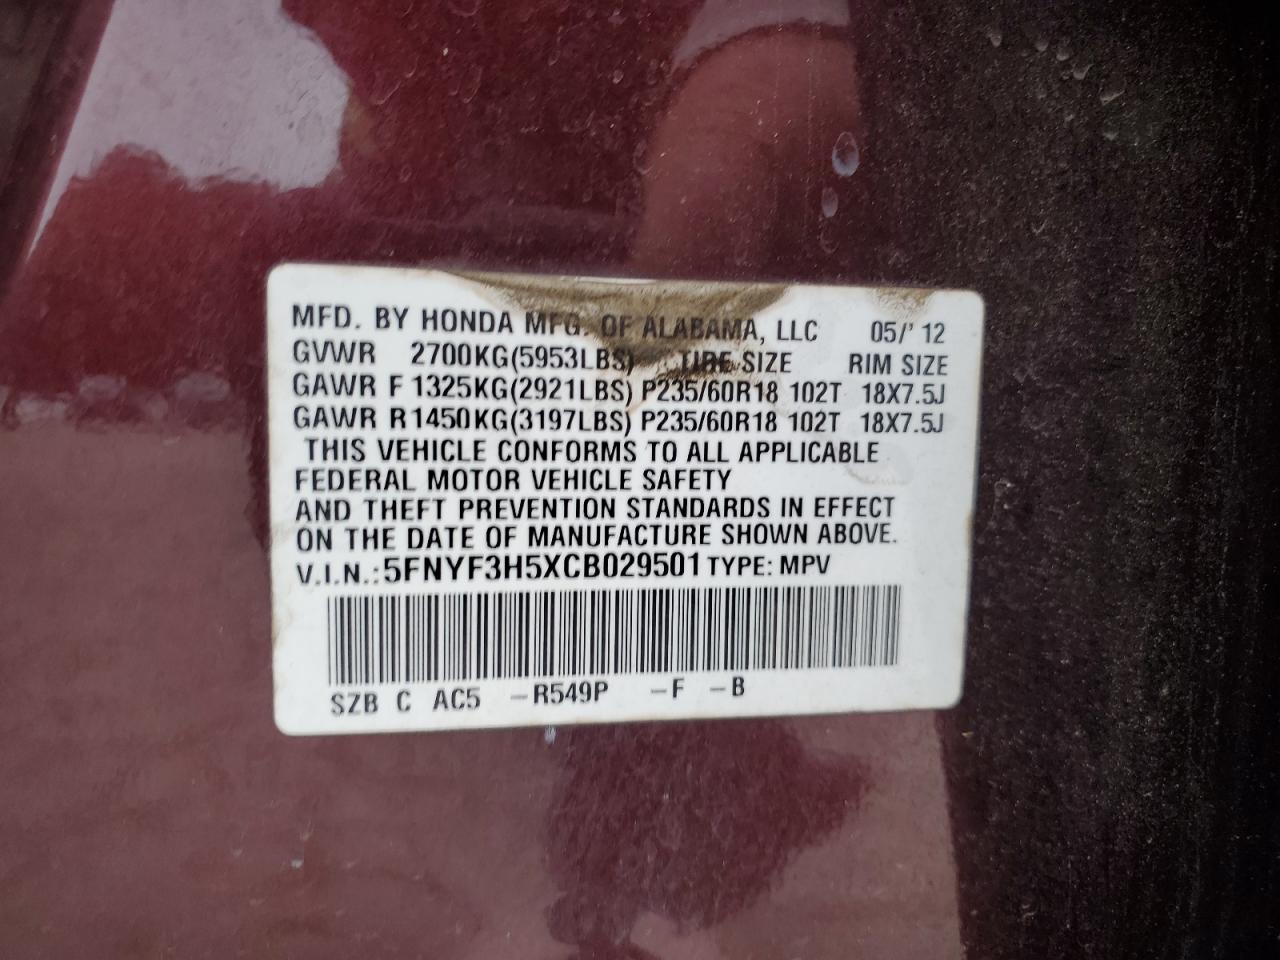 MFD. BY HONDA MFG. OF ALABAMA, LLC 05/' 12
GVWR 2700KG(5953LBS) TIRE SIZE RIM SIZE
GAWR F 1325KG(2921LBS) P235/60R18 102T 18X7.5J
GAWR R 1450KG(3197LBS) P235/60R18 102T 18X7.5J
THIS VEHICLE CONFORMS TO ALL APPLICABLE
FEDERAL MOTOR VEHICLE SAFETY
AND THEFT PREVENTION STANDARDS IN EFFECT
ON THE DATE OF MANUFACTURE SHOWN ABOVE.
V.I.N.: 5FNYF3H5XCB029501 TYPE: MPV
SZB C AC5 -R549P -F -B